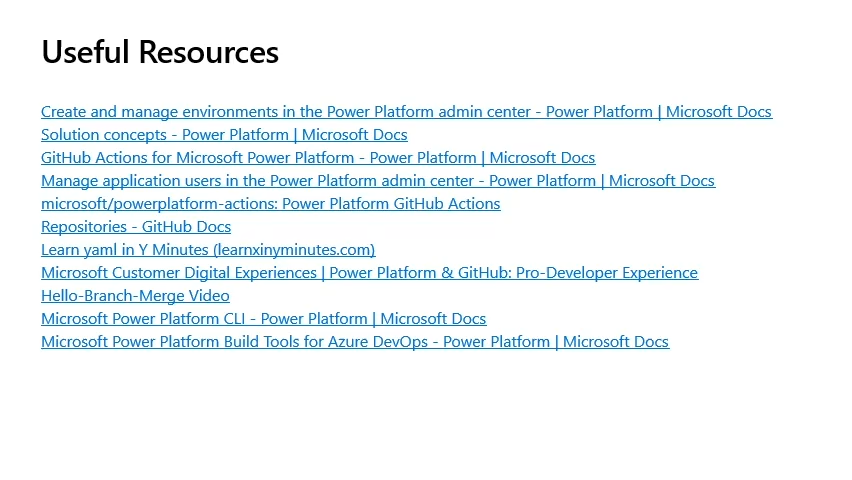 Useful Resources
Create and manage environments in the Power Platform admin center - Power Platform | Microsoft Docs
Solution concepts - Power Platform | Microsoft Docs
GitHub Actions for Microsoft Power Platform - Power Platform | Microsoft Docs
Manage application users in the Power Platform admin center - Power Platform | Microsoft Docs
microsoft/powerplatform-actions: Power Platform GitHub Actions
Repositories - GitHub Docs
Learn yaml in Y Minutes (learnxinyminutes.com)
Microsoft Customer Digital Experiences | Power Platform & GitHub: Pro-Developer Experience
Hello-Branch-Merge Video
Microsoft Power Platform CLI - Power Platform | Microsoft Docs
Microsoft Power Platform Build Tools for Azure DevOps - Power Platform | Microsoft Docs